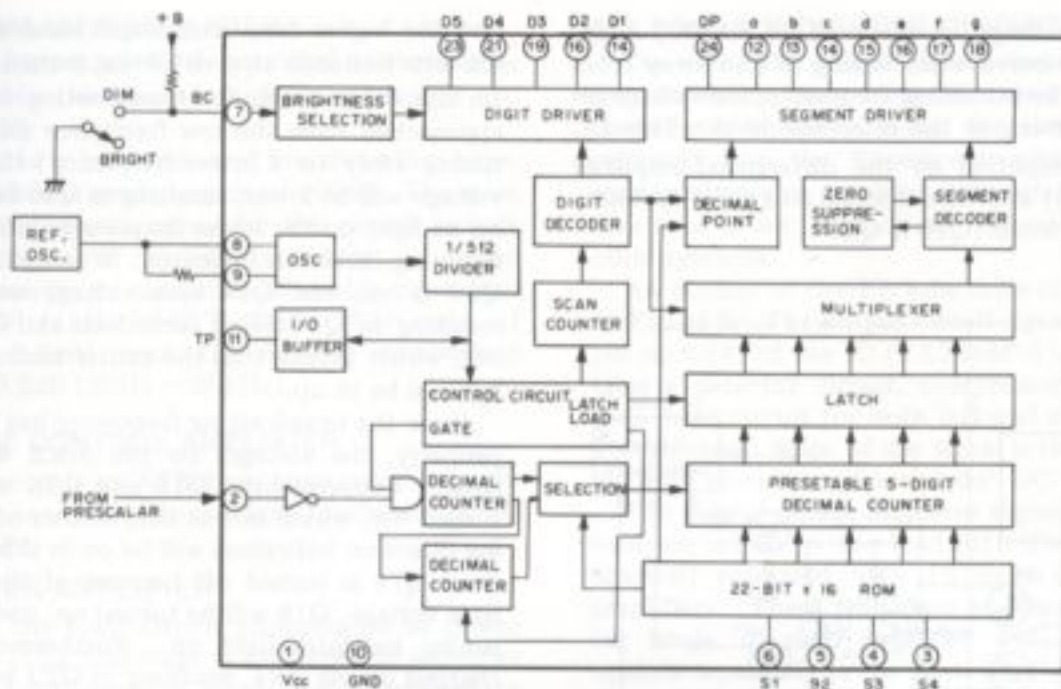 +B
D5 D4 D3 D2 D1 DP a b c d e f g
23 21 19 16 14 24 12 13 14 15 16 17 18
DIM
BC
7
BRIGHTNESS
SELECTION
DIGIT DRIVER
SEGMENT DRIVER
BRIGHT
DIGIT
DECODER
DECIMAL
POINT
ZERO
SUPPRE-
SSION
SEGMENT
DECODER
REF.
OSC.
8
9
OSC
1/512
DIVIDER
SCAN
COUNTER
MULTIPLEXER
TP
11
I/O
BUFFER
CONTROL CIRCUIT
LATCH
LOAD
GATE
LATCH
FROM
PRESCALAR
2
DECIMAL
COUNTER
SELECTION
PRESETABLE 5-DIGIT
DECIMAL COUNTER
DECIMAL
COUNTER
22-BIT * 16 ROM
1 10 6 5 4 3
Vcc GND S1 S2 S3 S4